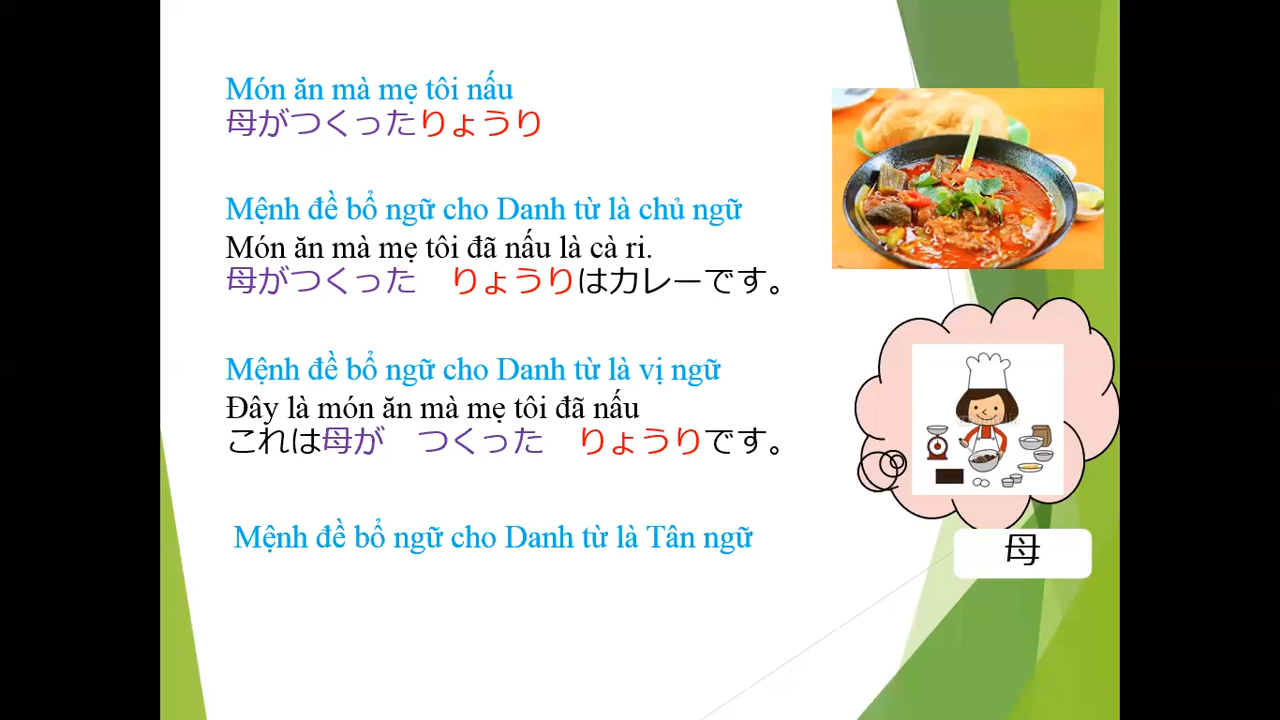 Món ăn mà mẹ tôi nấu
母がつくったりょうり
Mệnh đề bổ ngữ cho Danh từ là chủ ngữ
Món ăn mà mẹ tôi đã nấu là cà ri.
母がつくった　りょうりはカレーです。
Mệnh đề bổ ngữ cho Danh từ là vị ngữ
Đây là món ăn mà mẹ tôi đã nấu
これは母が　つくった　りょうりです。
Mệnh đề bổ ngữ cho Danh từ là Tân ngữ
母